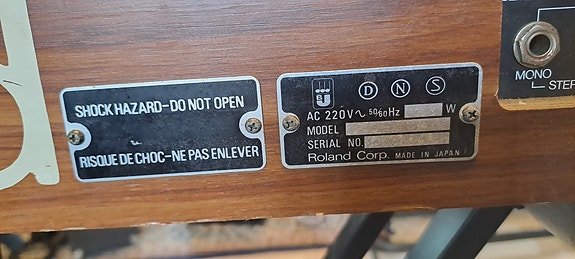 SHOCK HAZARD-DO NOT OPEN
RISQUE DE CHOC-NE PAS ENLEVER
D N S
AC 220V~ 50/60Hz W
MODEL
SERIAL NO.
Roland Corp. MADE IN JAPAN
MONO
STE